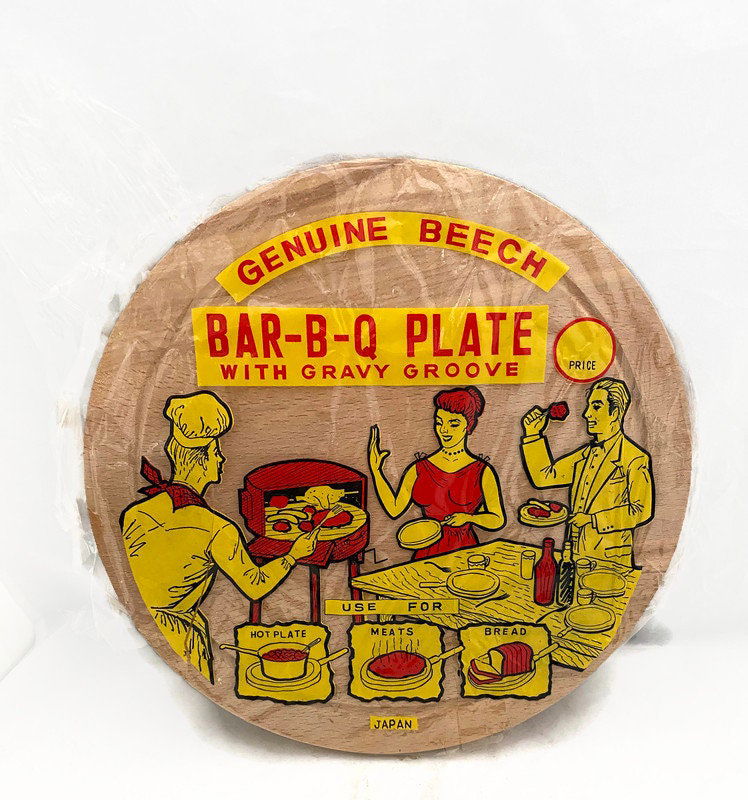 GENUINE BEECH
BAR-B-Q PLATE
WITH GRAVY GROOVE
PRICE
USE FOR
HOT PLATE
MEATS
BREAD
JAPAN